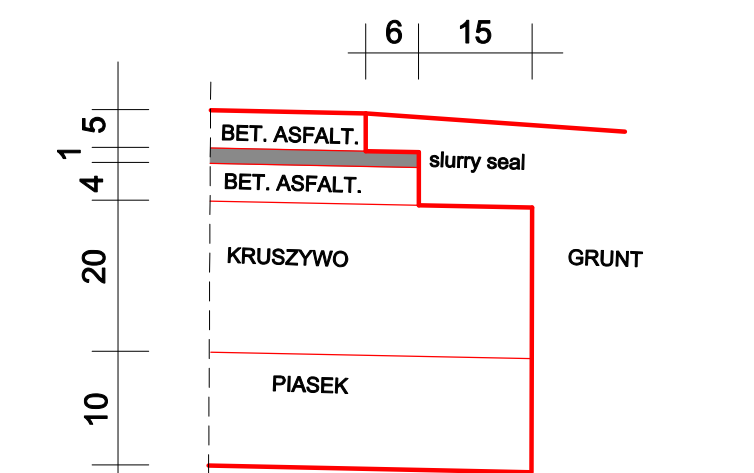 6 15
5
BET. ASFALT.
1
slurry seal
4
BET. ASFALT.
20
KRUSZYWO
GRUNT
PIASEK
10